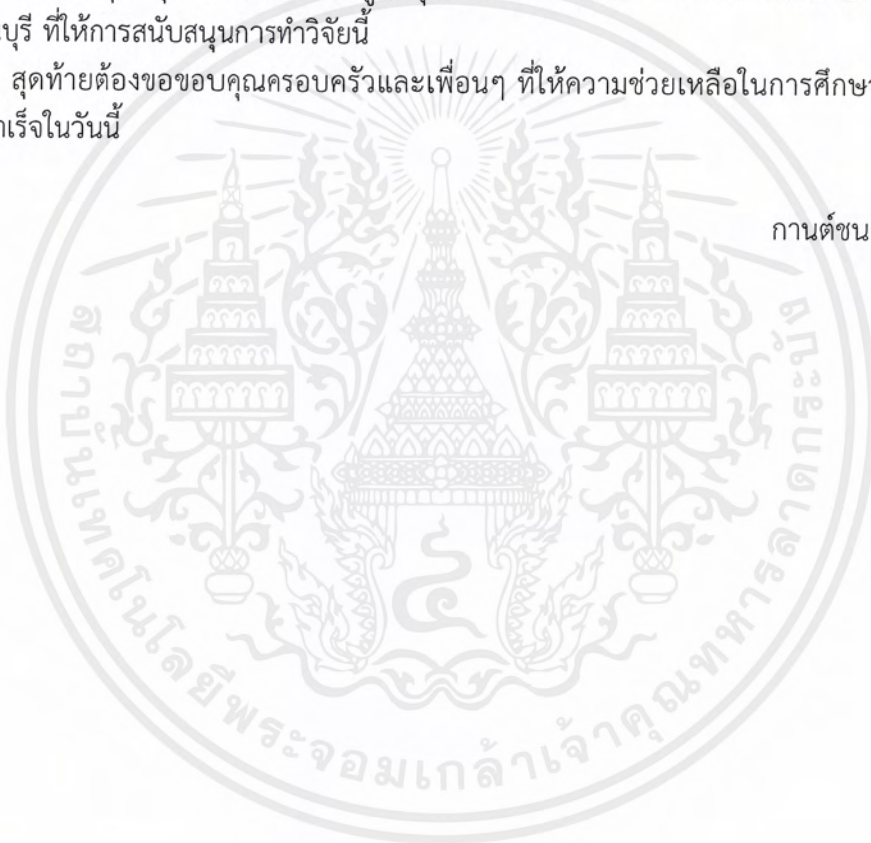 บุรี ที่ให้การสนับสนุนการทำวิจัยนี้
สุดท้ายต้องขอขอบคุณครอบครัวและเพื่อนๆ ที่ให้ความช่วยเหลือในการศึกษา
เร็จในวันนี้
กานต์ชน
สถาบันเทคโนโลยีพระจอมเกล้าเจ้าคุณทหารลาดกระบัง